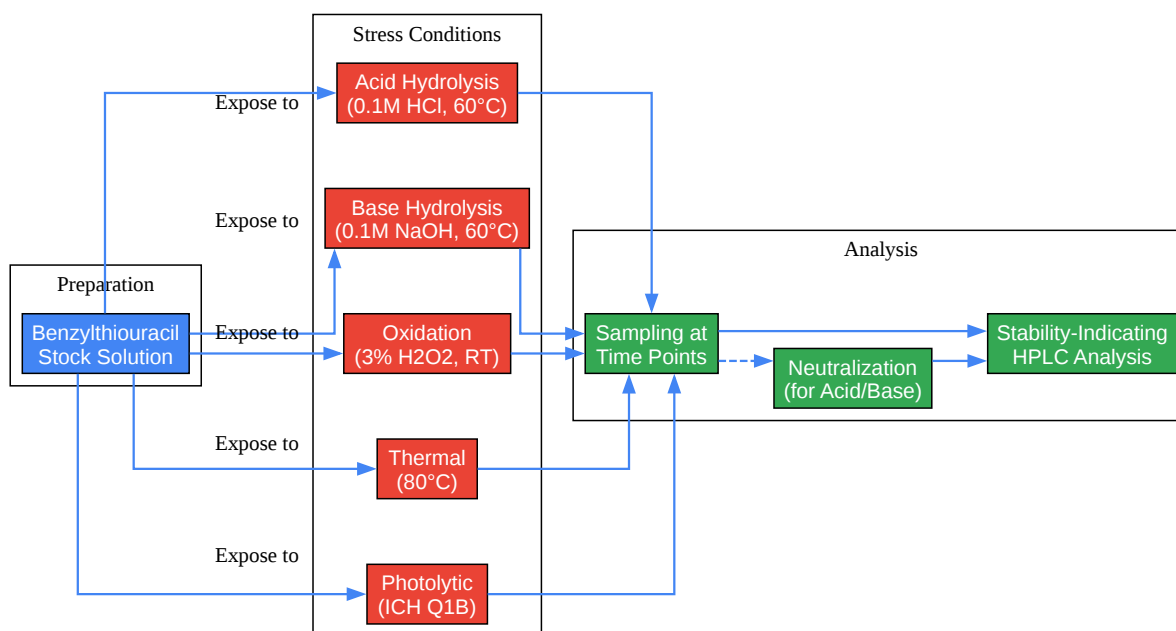 Stress Conditions
Acid Hydrolysis
(0.1M HCl, 60°C)
Expose to
Base Hydrolysis
(0.1M NaOH, 60°C)
Expose to
Analysis
Preparation
Benzylthiouracil
Stock Solution
Expose to
Oxidation
(3% H2O2, RT)
Sampling at
Time Points
Neutralization
(for Acid/Base)
Stability-Indicating
HPLC Analysis
Expose to
Thermal
(80°C)
Expose to
Photolytic
(ICH Q1B)